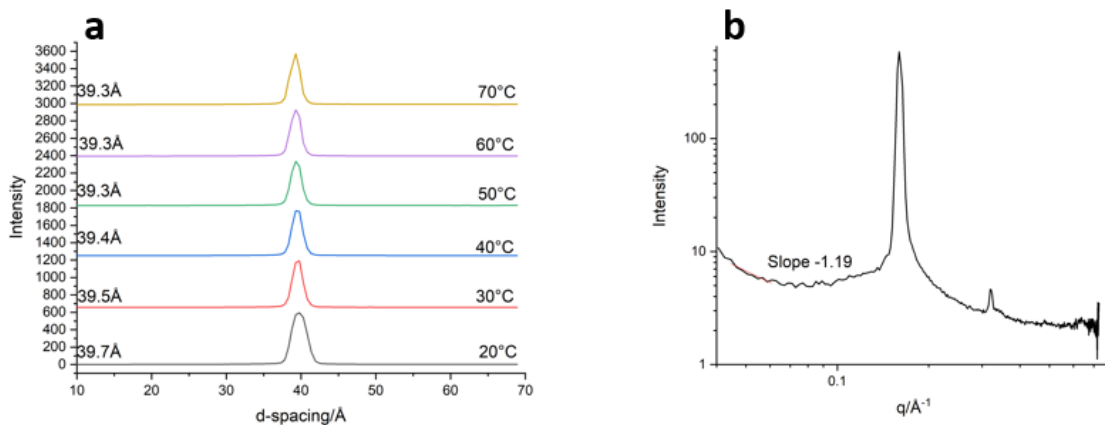 a
Intensity
3600
3400
3200
3000
2800
2600
2400
2200
2000
1800
1600
1400
1200
1000
800
600
400
200
0
39.3Å 70°C
39.3Å 60°C
39.3Å 50°C
39.4Å 40°C
39.5Å 30°C
39.7Å 20°C
10 20 30 40 50 60 70
d-spacing/Å
b
Intensity
100
10
1
Slope -1.19
0.1
q/Å⁻¹